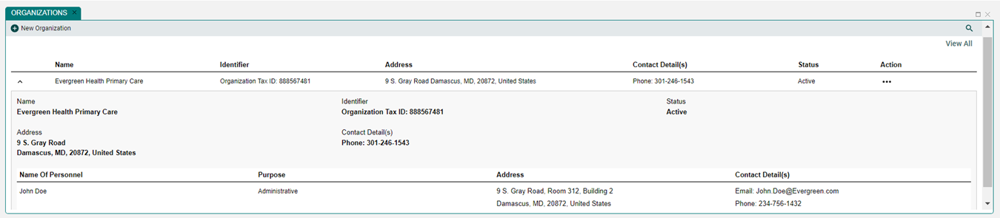 ORGANIZATIONS ×
New Organization
View All
Name Identifier Address Contact Detail(s) Status Action
Evergreen Health Primary Care Organization Tax ID: 888567481 9 S. Gray Road Damascus, MD, 20872, United States Phone: 301-246-1543 Active •••
Name Identifier Status
Evergreen Health Primary Care Organization Tax ID: 888567481 Active
Address Contact Detail(s)
9 S. Gray Road Phone: 301-246-1543
Damascus, MD, 20872, United States
Name Of Personnel Purpose Address Contact Detail(s)
John Doe Administrative 9 S. Gray Road, Room 312, Building 2 Email: John.Doe@Evergreen.com
Damascus, MD, 20872, United States Phone: 234-756-1432